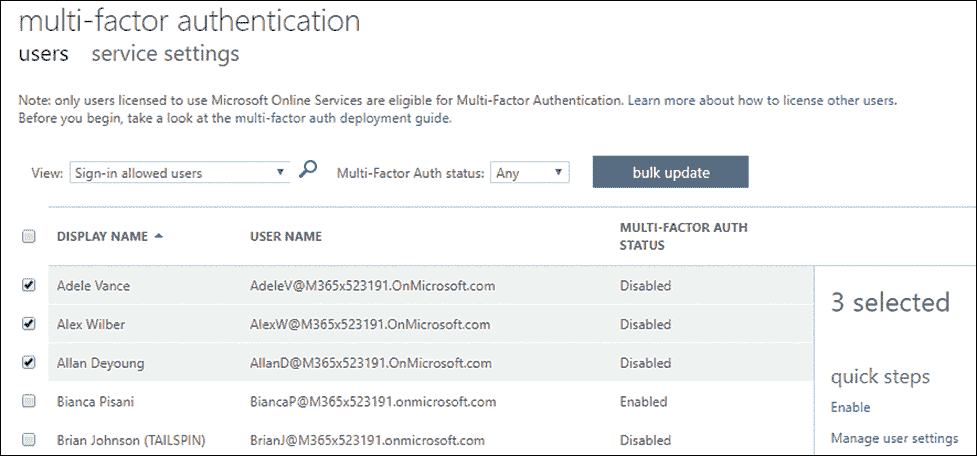 multi-factor authentication
users service settings
Note: only users licensed to use Microsoft Online Services are eligible for Multi-Factor Authentication. Learn more about how to license other users.
Before you begin, take a look at the multi-factor auth deployment guide.
View: Sign-in allowed users Multi-Factor Auth status: Any bulk update
DISPLAY NAME USER NAME MULTI-FACTOR AUTH STATUS
Adele Vance AdeleV@M365x523191.OnMicrosoft.com Disabled
Alex Wilber AlexW@M365x523191.OnMicrosoft.com Disabled
Allan Deyoung AllanD@M365x523191.OnMicrosoft.com Disabled
Bianca Pisani BiancaP@M365x523191.onmicrosoft.com Enabled
Brian Johnson (TAILSPIN) BrianJ@M365x523191.onmicrosoft.com Disabled
3 selected
quick steps
Enable
Manage user settings